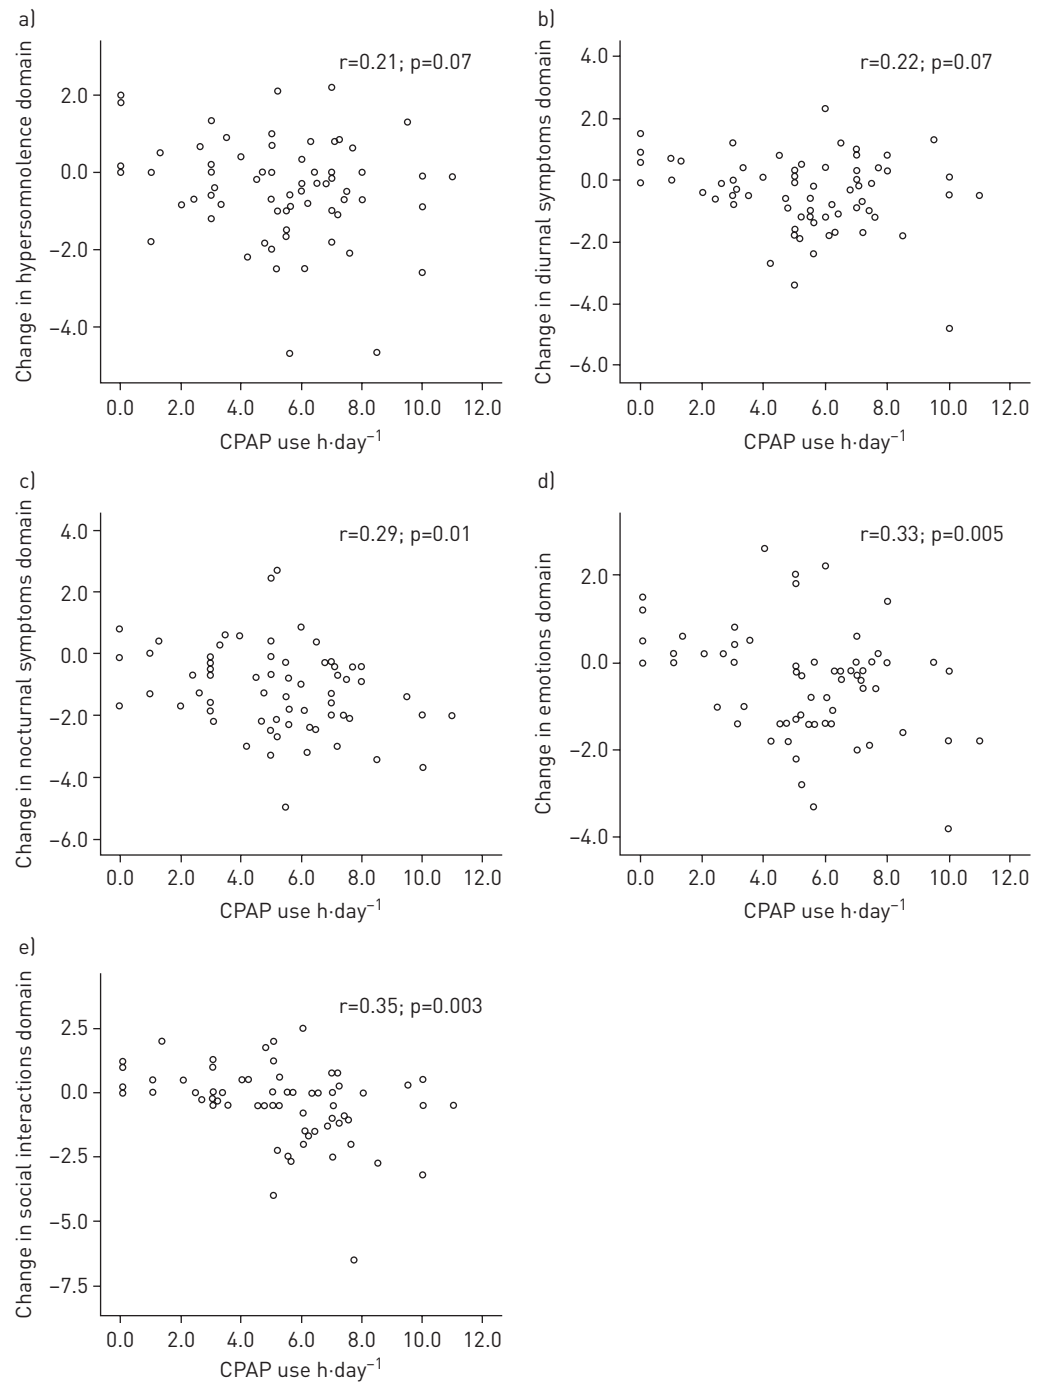 a)
Change in hypersomnolence domain
r=0.21; p=0.07
2.0
0.0
−2.0
−4.0
0.0 2.0 4.0 6.0 8.0 10.0 12.0
CPAP use h·day−1
b)
Change in diurnal symptoms domain
r=0.22; p=0.07
4.0
2.0
0.0
−2.0
−4.0
−6.0
0.0 2.0 4.0 6.0 8.0 10.0 12.0
CPAP use h·day−1
c)
Change in nocturnal symptoms domain
r=0.29; p=0.01
4.0
2.0
0.0
−2.0
−4.0
−6.0
0.0 2.0 4.0 6.0 8.0 10.0 12.0
CPAP use h·day−1
d)
Change in emotions domain
r=0.33; p=0.005
2.0
0.0
−2.0
−4.0
0.0 2.0 4.0 6.0 8.0 10.0 12.0
CPAP use h·day−1
e)
Change in social interactions domain
r=0.35; p=0.003
2.5
0.0
−2.5
−5.0
−7.5
0.0 2.0 4.0 6.0 8.0 10.0 12.0
CPAP use h·day−1